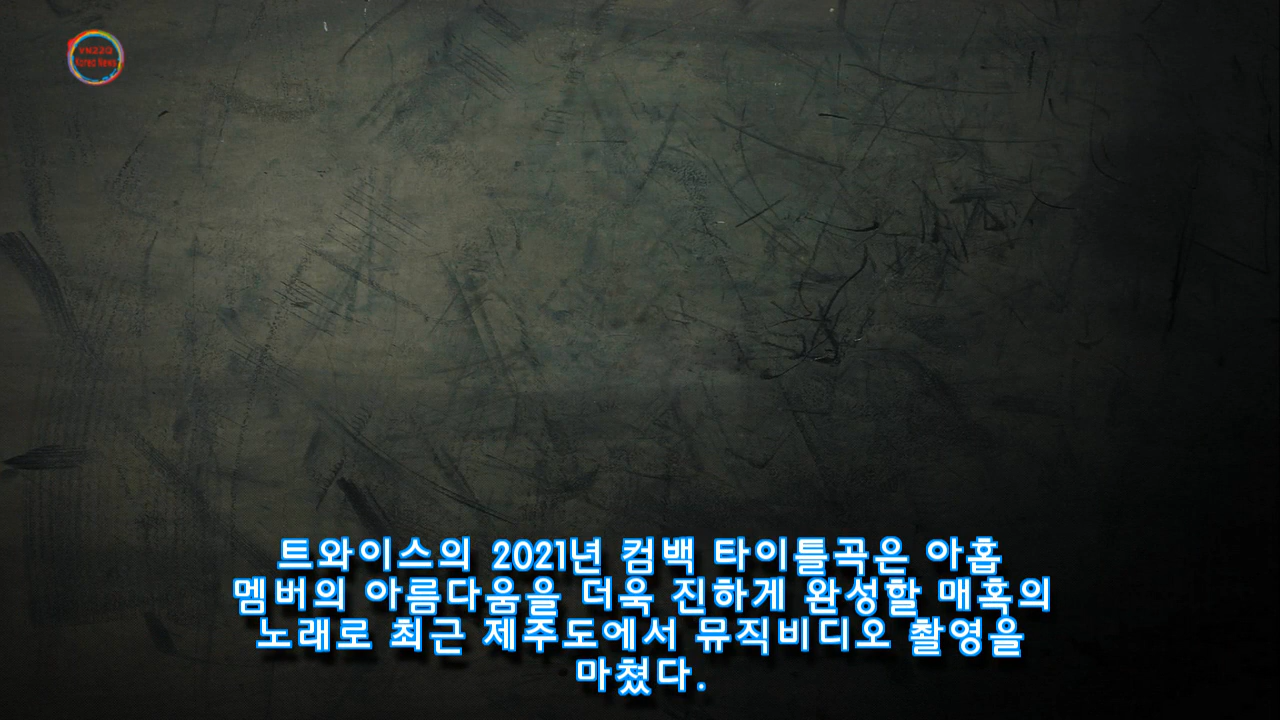 VN22Q
Korea News
트와이스의 2021년 컴백 타이틀곡은 아홉
멤버의 아름다움을 더욱 진하게 완성할 매혹의
노래로 최근 제주도에서 뮤직비디오 촬영을
마쳤다.